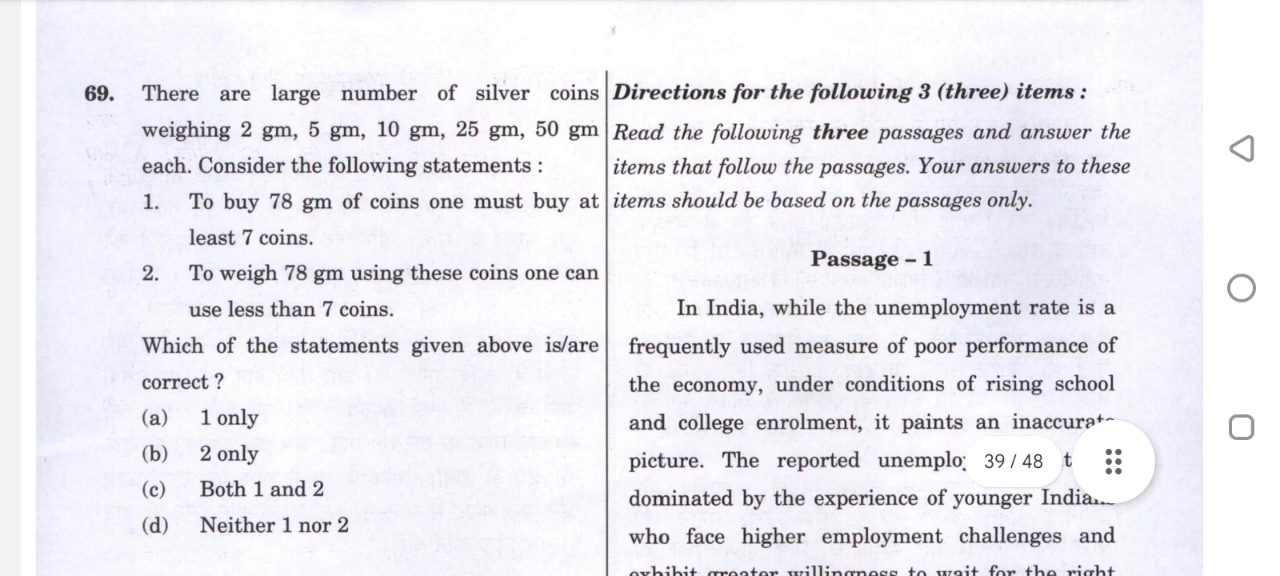 69. There are large number of silver coins
weighing 2 gm, 5 gm, 10 gm, 25 gm, 50 gm
each. Consider the following statements :
1. To buy 78 gm of coins one must buy at
least 7 coins.
2. To weigh 78 gm using these coins one can
use less than 7 coins.
Which of the statements given above is/are
correct ?
(a) 1 only
(b) 2 only
(c) Both 1 and 2
(d) Neither 1 nor 2
Directions for the following 3 (three) items :
Read the following three passages and answer the
items that follow the passages. Your answers to these
items should be based on the passages only.
Passage – 1
In India, while the unemployment rate is a
frequently used measure of poor performance of
the economy, under conditions of rising school
and college enrolment, it paints an inaccurate
picture. The reported
dominated by the experience of younger
who face higher employment challenges and
exhibit greater willingness to wait for the right
39 / 48